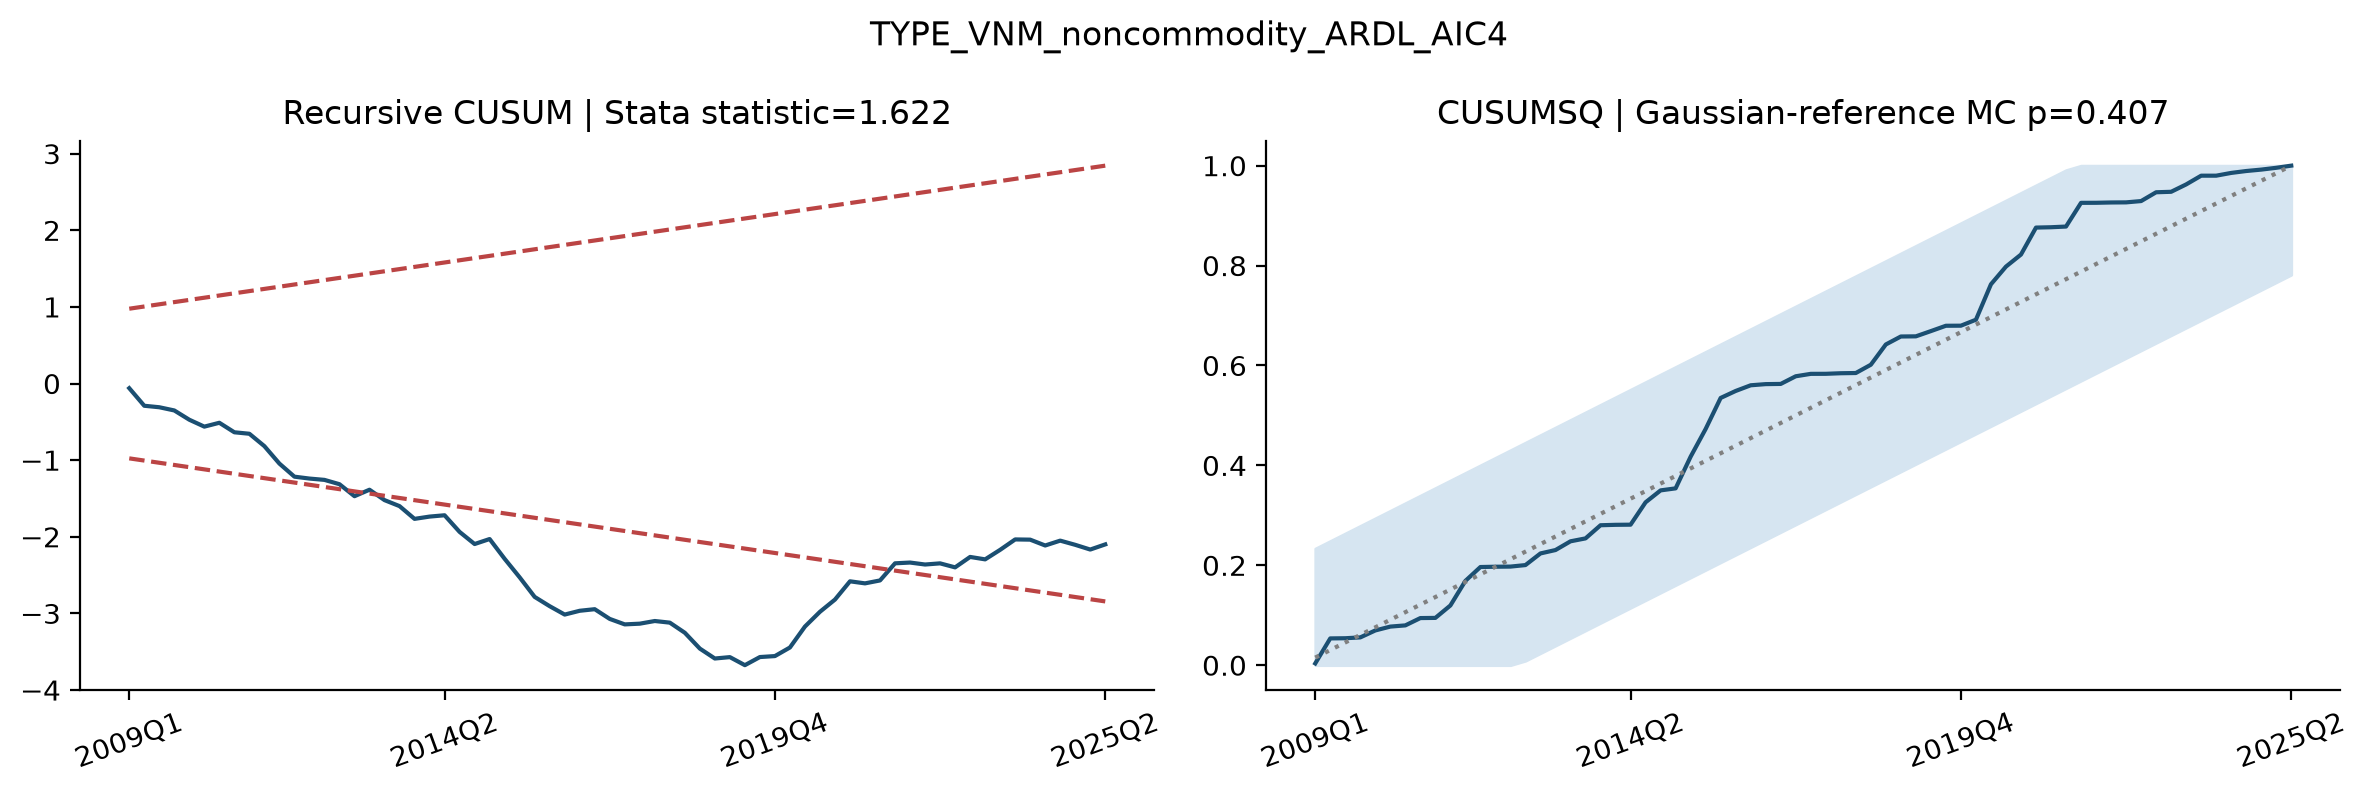 TYPE_VNM_noncommodity_ARDL_AIC4
Recursive CUSUM | Stata statistic=1.622
3
2
1
0
−1
−2
−3
−4
2009Q1
2014Q2
2019Q4
2025Q2
CUSUMSQ | Gaussian-reference MC p=0.407
1.0
0.8
0.6
0.4
0.2
0.0
2009Q1
2014Q2
2019Q4
2025Q2